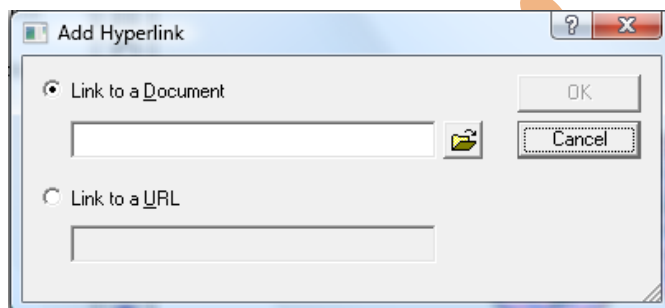 Add Hyperlink
Link to a Document
OK
Cancel
Link to a URL